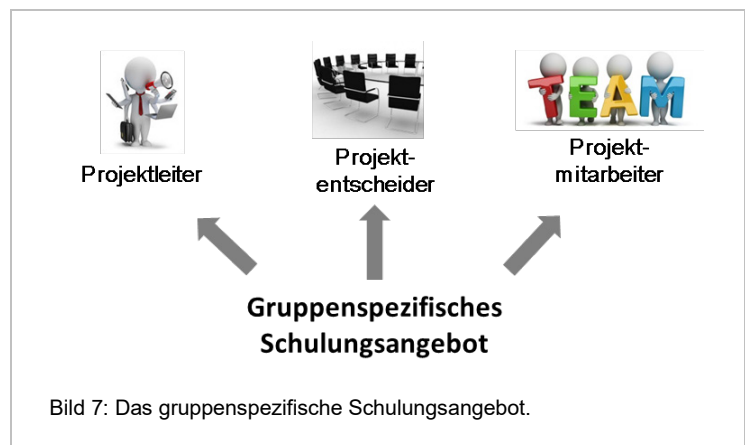 TEAM
Projektleiter
Projekt-
entscheider
Projekt-
mitarbeiter
Gruppenspezifisches
Schulungsangebot
Bild 7: Das gruppenspezifische Schulungsangebot.